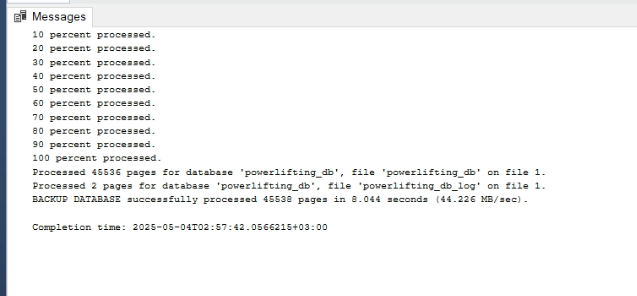 Messages
10 percent processed.
20 percent processed.
30 percent processed.
40 percent processed.
50 percent processed.
60 percent processed.
70 percent processed.
80 percent processed.
90 percent processed.
100 percent processed.
Processed 45536 pages for database 'powerlifting_db', file 'powerlifting_db' on file 1.
Processed 2 pages for database 'powerlifting_db', file 'powerlifting_db_log' on file 1.
BACKUP DATABASE successfully processed 45538 pages in 8.044 seconds (44.226 MB/sec).
Completion time: 2025-05-04T02:57:42.0566215+03:00